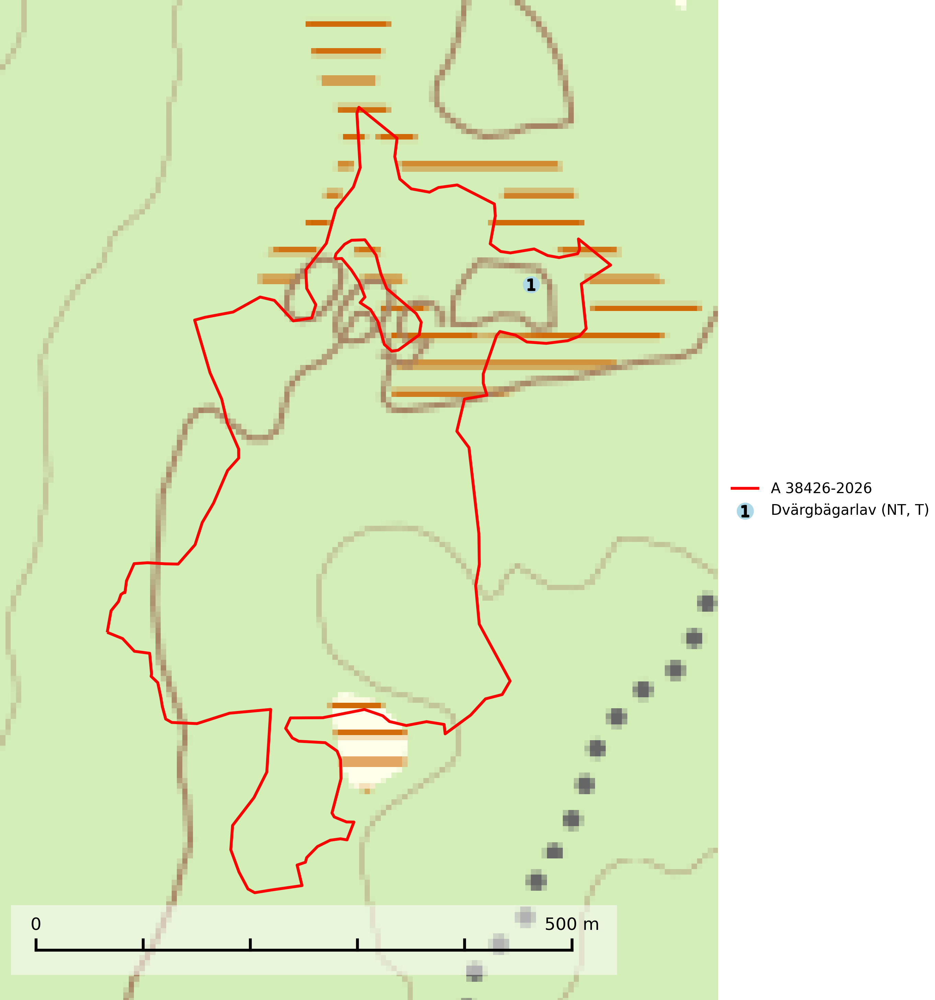 1
A 38426-2026
1 Dvärgbägarlav (NT, T)
0 500 m